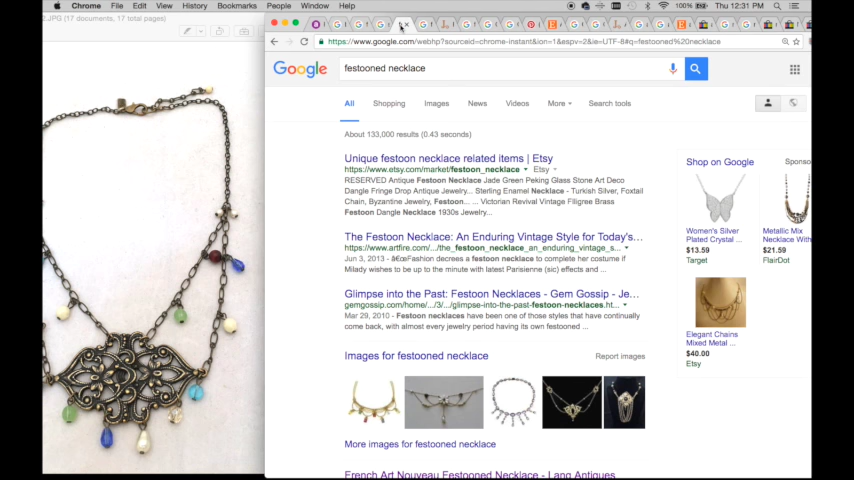 Chrome File Edit View History Bookmarks People Window Help
100% Thu 12:31 PM
2.JPG (17 documents, 17 total pages)
https://www.google.com/webhp?sourceid=chrome-instant&ion=1&espv=2&ie=UTF-8#q=festooned%20necklace
Google festooned necklace
All Shopping Images News Videos More Search tools
About 133,000 results (0.43 seconds)
Unique festoon necklace related items | Etsy
https://www.etsy.com/market/festoon_necklace Etsy
RESERVED Antique Festoon Necklace Jade Green Peking Glass Stone Art Deco
Dangle Fringe Drop Antique Jewelry... Sterling Enamel Necklace - Turkish Silver, Foxtail
Chain, Byzantine Jewelry, Festoon... ... Victorian Revival Vintage Flligree Brass
Festoon Dangle Necklace 1930s Jewelry...
The Festoon Necklace: An Enduring Vintage Style for Today's...
https://www.artfire.com/.../the_festoon_necklace_an_enduring_vintage_s...
Jun 3, 2013 - â€œFashion decrees a festoon necklace to complete her costume if
Milady wishes to be up to the minute with latest Parisienne (sic) effects and ...
Glimpse into the Past: Festoon Necklaces - Gem Gossip - Je...
gemgossip.com/home/.../3/.../glimpse-into-the-past-festoon-necklaces.ht...
Mar 29, 2010 - Festoon necklaces have been one of those styles that have continually
come back, with almost every jewelry period having its own festooned ...
Images for festooned necklace Report images
More images for festooned necklace
French Art Nouveau Festooned Necklace - Lang Antiques
Shop on Google Sponso
Women's Silver
Plated Crystal ...
$13.59
Target
Metallic Mix
Necklace With
$21.59
FlairDot
Elegant Chains
Mixed Metal ...
$40.00
Etsy